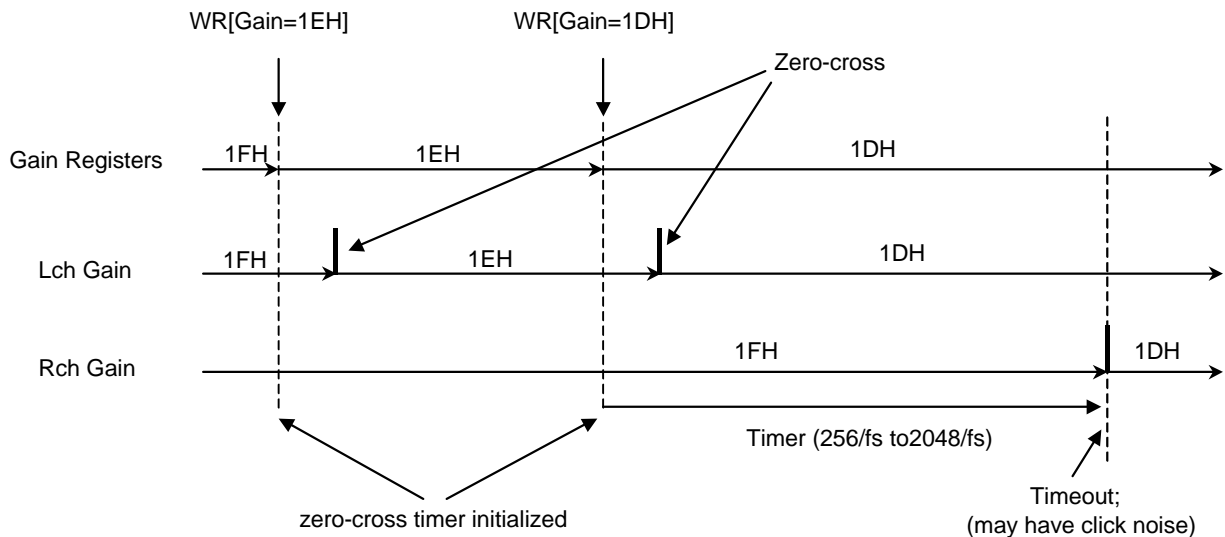 WR[Gain=1EH]
WR[Gain=1DH]
Zero-cross
Gain Registers
1FH
1EH
1DH
Lch Gain
1FH
1EH
1DH
Rch Gain
1FH
1DH
Timer (256/fs to2048/fs)
zero-cross timer initialized
Timeout;
(may have click noise)